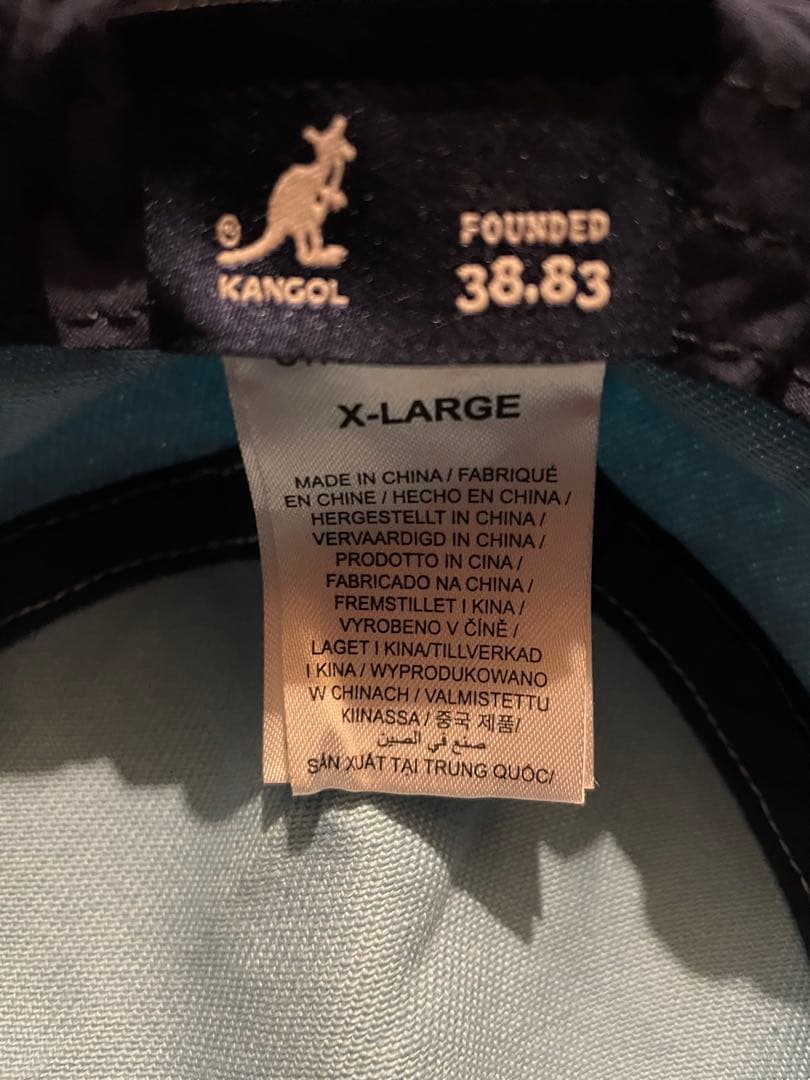 KANGOL
FOUNDED
38.83
X-LARGE
MADE IN CHINA / FABRIQUÉ
EN CHINE / HECHO EN CHINA /
HERGESTELLT IN CHINA /
VERVAARDIGD IN CHINA /
PRODOTTO IN CINA /
FABRICADO NA CHINA /
FREMSTILLET I KINA /
VYROBENO V ČÍNĚ /
LAGET I KINA/TILLVERKAD
I KINA / WYPRODUKOWANO
W CHINACH / VALMISTETTU
KIINASSA / 중국 제품/
صنع في الصين
SẢN XUẤT TẠI TRUNG QUỐC/